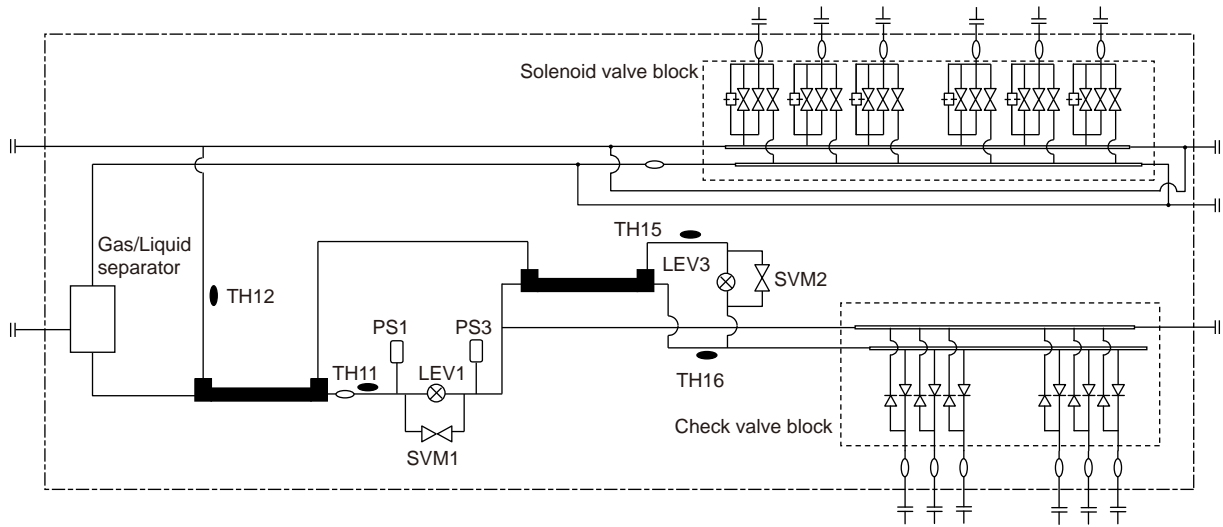 Solenoid valve block
TH15
Gas/Liquid
separator
LEV3
SVM2
TH12
PS1
PS3
TH11
LEV1
TH16
Check valve block
SVM1